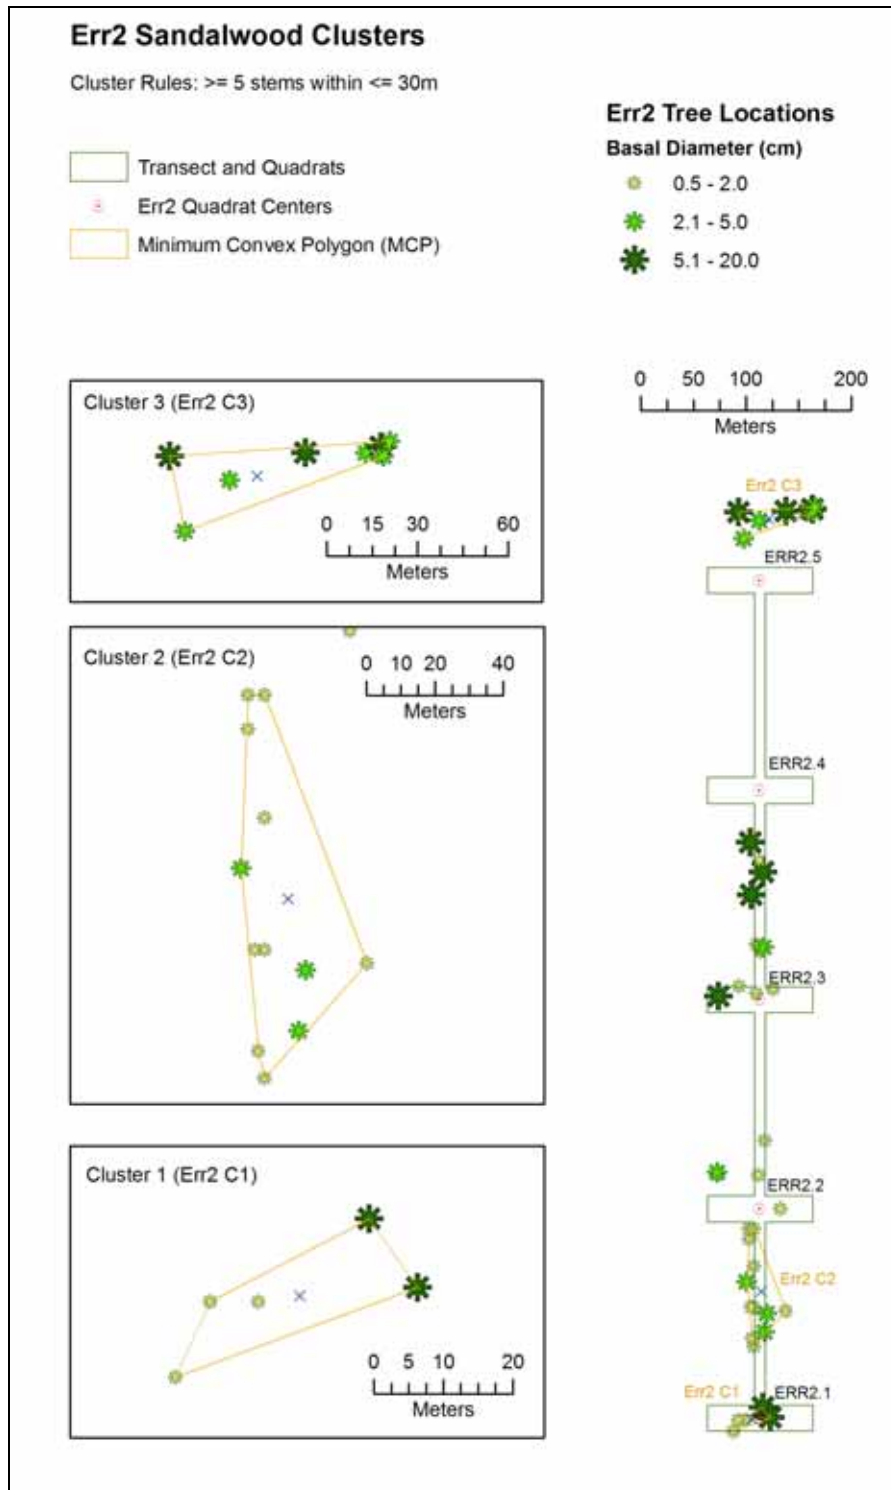 Err2 Sandalwood Clusters
Cluster Rules: >= 5 stems within <= 30m
Transect and Quadrats
Err2 Quadrat Centers
Minimum Convex Polygon (MCP)
Err2 Tree Locations
Basal Diameter (cm)
0.5 - 2.0
2.1 - 5.0
5.1 - 20.0
Cluster 3 (Err2 C3)
0 15 30 60
Meters
Cluster 2 (Err2 C2)
0 10 20 40
Meters
Cluster 1 (Err2 C1)
0 5 10 20
Meters
0 50 100 200
Meters
Err2 C3
ERR2.5
ERR2.4
ERR2.3
ERR2.2
Err2 C2
Err2 C1
ERR2.1